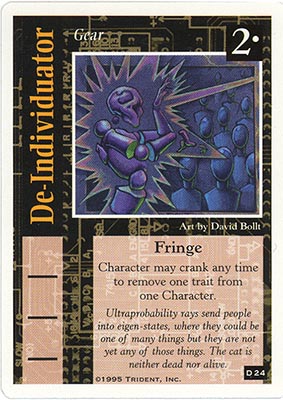 Gear
2•
De-Individuator
Art by David Bollt
Fringe
Character may crank any time
to remove one trait from
one Character.
Ultraprobability rays send people
into eigen-states, where they could be
one of many things but they are not
yet any of those things. The cat is
neither dead nor alive.
©1995 TRIDENT, INC.
D 24